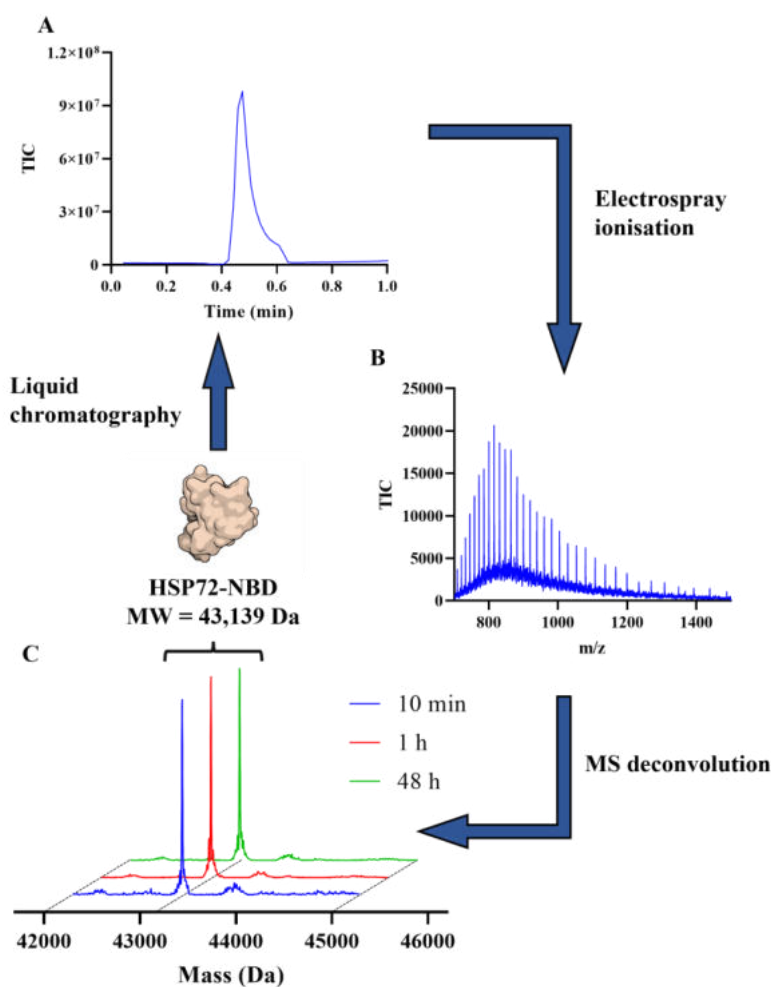 A
1.2×10⁸
9×10⁷
6×10⁷
3×10⁷
0
TIC
0.0 0.2 0.4 0.6 0.8 1.0
Time (min)
Electrospray
ionisation
Liquid
chromatography
B
25000
20000
15000
10000
5000
0
TIC
800 1000 1200 1400
m/z
HSP72-NBD
MW = 43,139 Da
C
10 min
1 h
48 h
MS deconvolution
42000 43000 44000 45000 46000
Mass (Da)